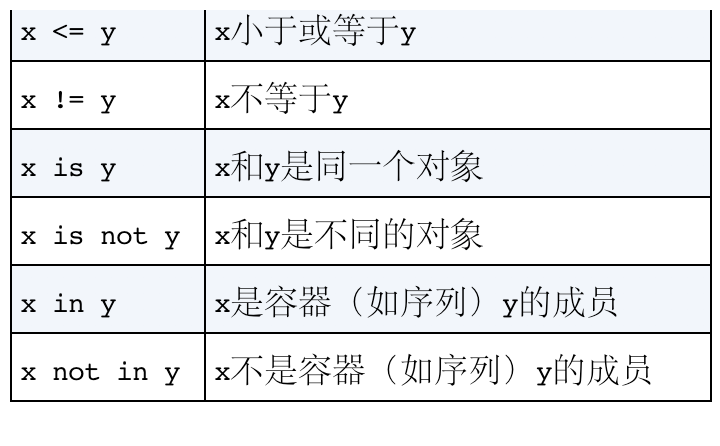 x <= y x小于或等于y
x != y x不等于y
x is y x和y是同一个对象
x is not y x和y是不同的对象
x in y x是容器（如序列）y的成员
x not in y x不是容器（如序列）y的成员